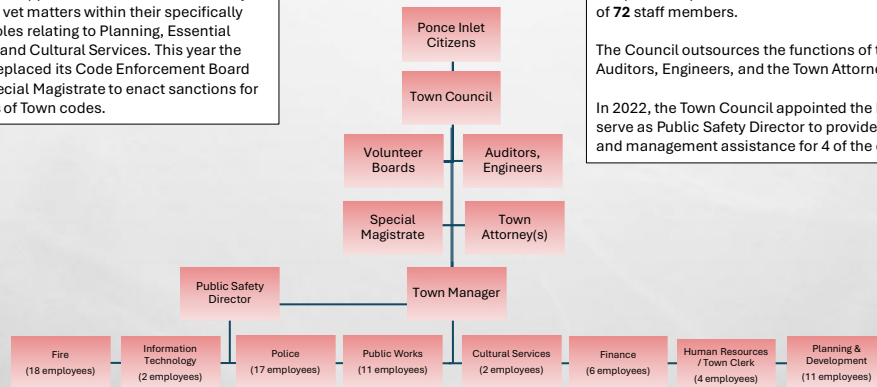 vet matters within their specifically
oles relating to Planning, Essential
and Cultural Services. This year the
eplaced its Code Enforcement Board
ecial Magistrate to enact sanctions for
s of Town codes.
of 72 staff members.
The Council outsources the functions of t
Auditors, Engineers, and the Town Attorne
In 2022, the Town Council appointed the
serve as Public Safety Director to provide
and management assistance for 4 of the
Ponce Inlet
Citizens
Town Council
Volunteer
Boards
Auditors,
Engineers
Special
Magistrate
Town
Attorney(s)
Public Safety
Director
Town Manager
Fire
(18 employees)
Information
Technology
(2 employees)
Police
(17 employees)
Public Works
(11 employees)
Cultural Services
(2 employees)
Finance
(6 employees)
Human Resources
/ Town Clerk
(4 employees)
Planning &
Development
(11 employees)